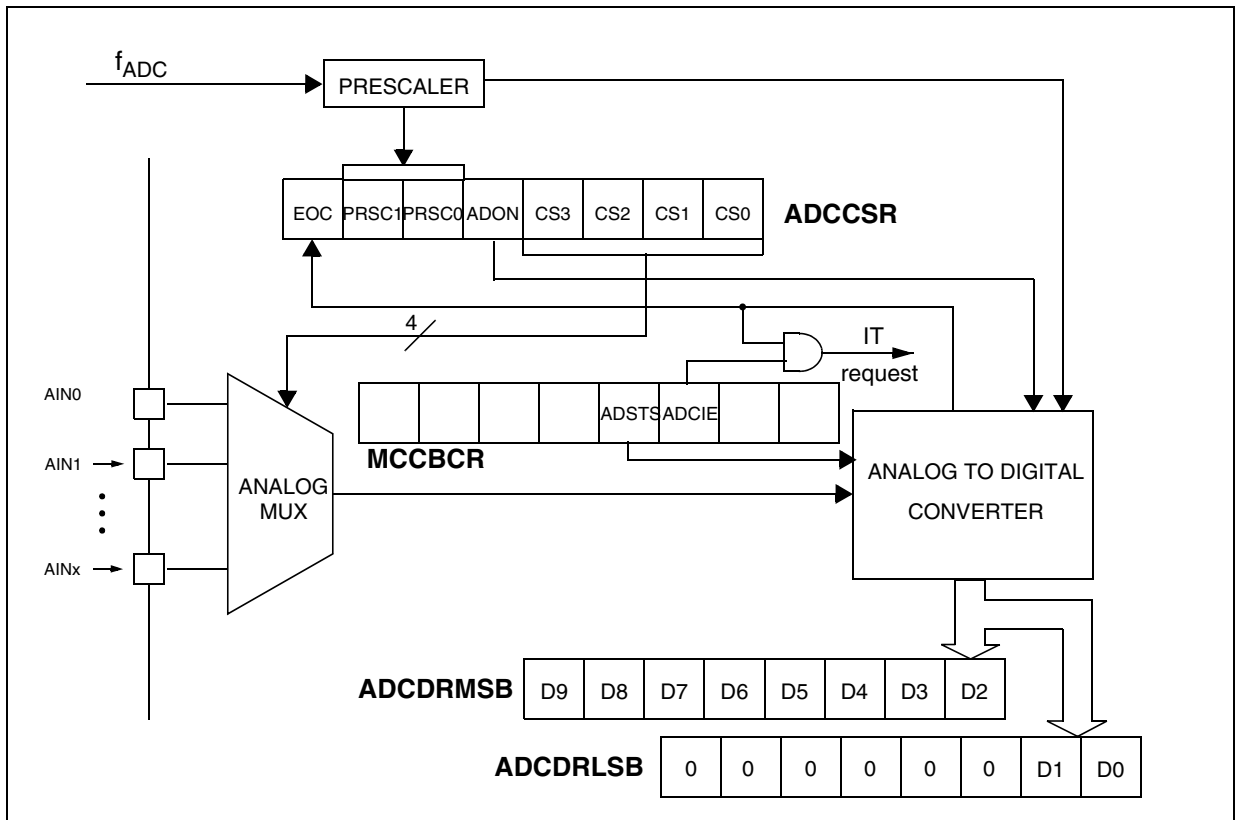 fADC
PRESCALER
EOC PRSC1 PRSC0 ADON CS3 CS2 CS1 CS0 ADCCSR
4
IT
request
AIN0
ADSTS ADCIE
MCCBCR
AIN1
ANALOG TO DIGITAL
CONVERTER
ANALOG
MUX
AINx
ADCDRMSB D9 D8 D7 D6 D5 D4 D3 D2
ADCDRLSB 0 0 0 0 0 0 D1 D0